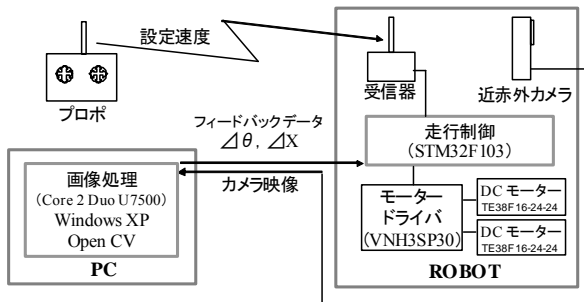 設定速度
プロポ
受信器
近赤外カメラ
フィードバックデータ
⊿θ, ⊿X
カメラ映像
画像処理
(Core 2 Duo U7500)
Windows XP
Open CV
PC
走行制御
(STM32F103)
モーター
ドライバ
(VNH3SP30)
DC モーター
TE38F16-24-24
DC モーター
TE38F16-24-24
ROBOT